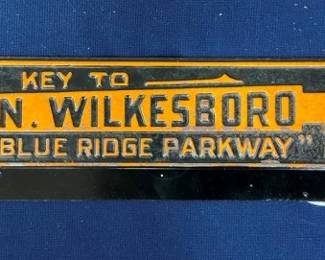 KEY TO
N. WILKESBORO
BLUE RIDGE PARKWAY"